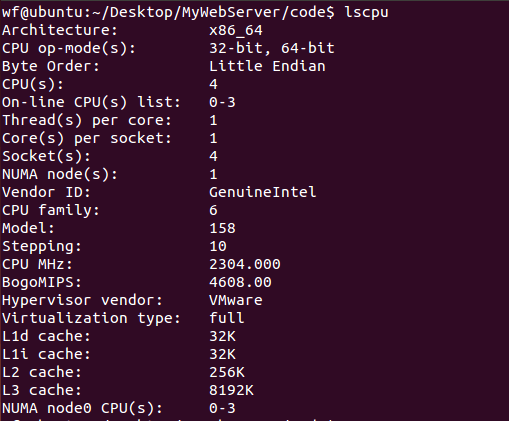 wf@ubuntu:~/Desktop/MyWebServer/code$ lscpu
Architecture:          x86_64
CPU op-mode(s):        32-bit, 64-bit
Byte Order:            Little Endian
CPU(s):                4
On-line CPU(s) list:   0-3
Thread(s) per core:    1
Core(s) per socket:    1
Socket(s):             4
NUMA node(s):          1
Vendor ID:             GenuineIntel
CPU family:            6
Model:                 158
Stepping:              10
CPU MHz:               2304.000
BogoMIPS:              4608.00
Hypervisor vendor:     VMware
Virtualization type:   full
L1d cache:             32K
L1i cache:             32K
L2 cache:              256K
L3 cache:              8192K
NUMA node0 CPU(s):     0-3